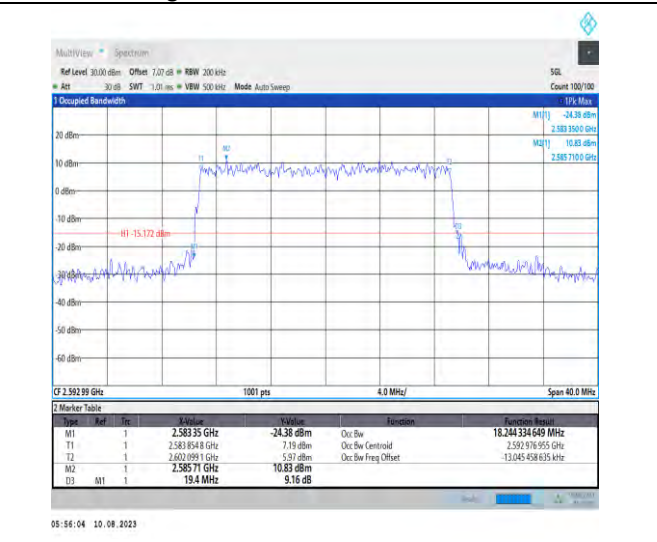 MultiView Spectrum
Ref Level 30.00 dBm Offset 7.07 dB RBW 200 kHz SGL
Att 30 dB SWT 1.01 ms VBW 500 kHz Mode Auto Sweep Count 100/100
1 Occupied Bandwidth 1Pk Max
M1[1] -24.38 dBm
2.583 3500 GHz
M2[1] 10.83 dBm
2.585 7100 GHz
20 dBm
M2
T1
T2
10 dBm
0 dBm
-10 dBm
D3
H1 -15.172 dBm
M1
-20 dBm
-30 dBm
-40 dBm
-50 dBm
-60 dBm
CF 2.592 99 GHz 1001 pts 4.0 MHz/ Span 40.0 MHz
2 Marker Table
Type Ref Trc X-Value Y-Value Function Function Result
M1 1 2.583 35 GHz -24.38 dBm Occ Bw 18.244 334 649 MHz
T1 1 2.583 854 8 GHz 7.19 dBm Occ Bw Centroid 2.592 976 955 GHz
T2 1 2.602 099 1 GHz 5.97 dBm Occ Bw Freq Offset -13.045 458 635 kHz
M2 1 2.585 71 GHz 10.83 dBm
D3 M1 1 19.4 MHz 9.16 dB
Ready
05:56:04 10.08.2023